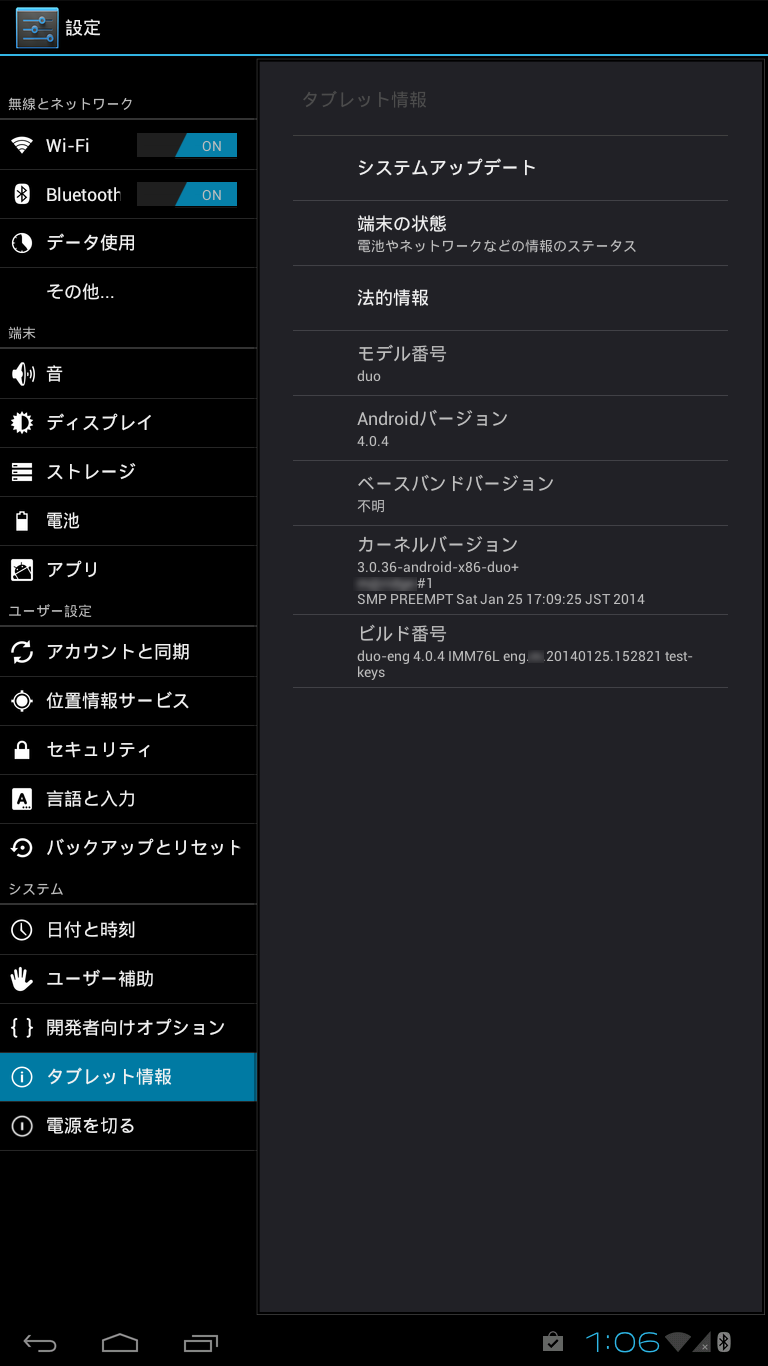 設定
無線とネットワーク
Wi-Fi ON
Bluetooth ON
データ使用
その他...
端末
音
ディスプレイ
ストレージ
電池
アプリ
ユーザー設定
アカウントと同期
位置情報サービス
セキュリティ
言語と入力
バックアップとリセット
システム
日付と時刻
ユーザー補助
開発者向けオプション
タブレット情報
電源を切る
タブレット情報
システムアップデート
端末の状態
電池やネットワークなどの情報のステータス
法的情報
モデル番号
duo
Androidバージョン
4.0.4
ベースバンドバージョン
不明
カーネルバージョン
3.0.36-android-x86-duo+
#1
SMP PREEMPT Sat Jan 25 17:09:25 JST 2014
ビルド番号
duo-eng 4.0.4 IMM76L eng. .20140125.152821 test-
keys
1:06